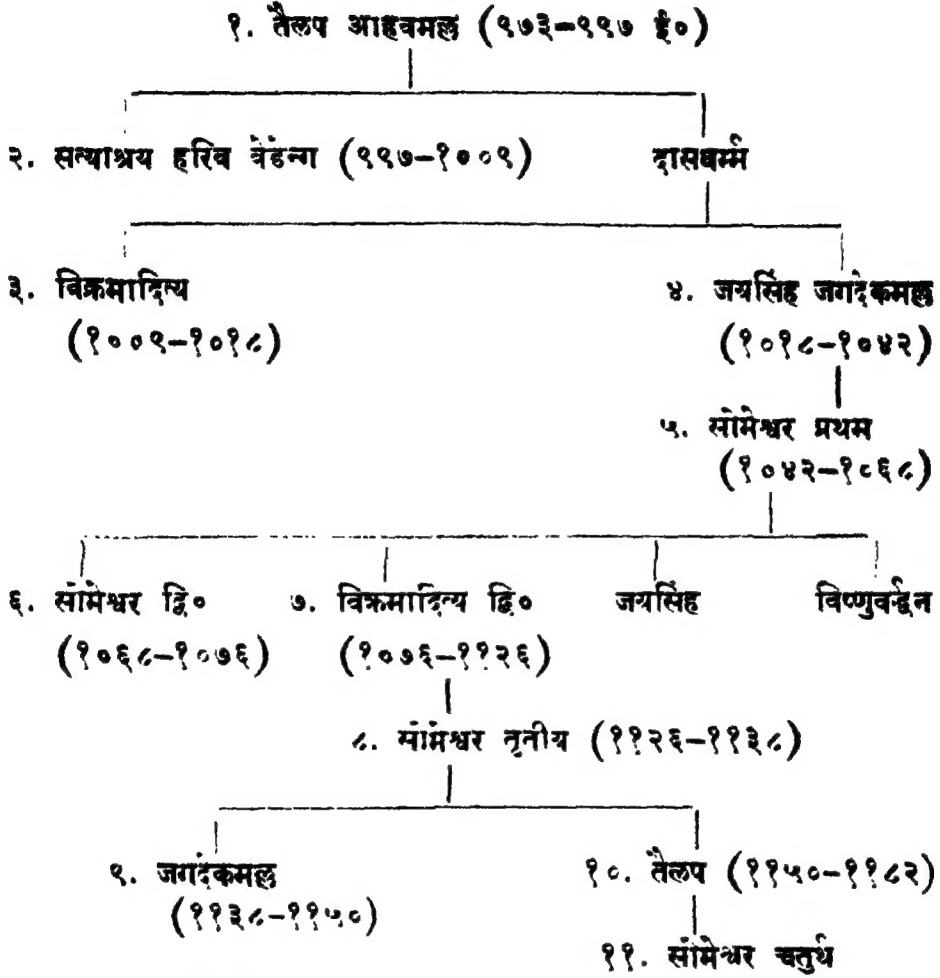 १. तैलप आहवमल्ल (९७३–९९७ ई०)
२. सत्याश्रय हरिव बेडेन्ग (९९७–१००९) दासवर्म्म
३. विक्रमादित्य ४. जयसिंह जगदेकमल्ल
(१००९–१०१८) (१०१८–१०४२)
५. सोमेश्वर प्रथम
(१०४२–१०६८)
६. सोमेश्वर द्वि० ७. विक्रमादित्य द्वि० जयसिंह विष्णुवर्द्धन
(१०६८–१०७६) (१०७६–११२६)
८. सोमेश्वर तृतीय (११२६–११३८)
९. जगदेकमल्ल १०. तैलप (११५०–११८२)
(११३८–११५०)
११. सोमेश्वर चतुर्थ